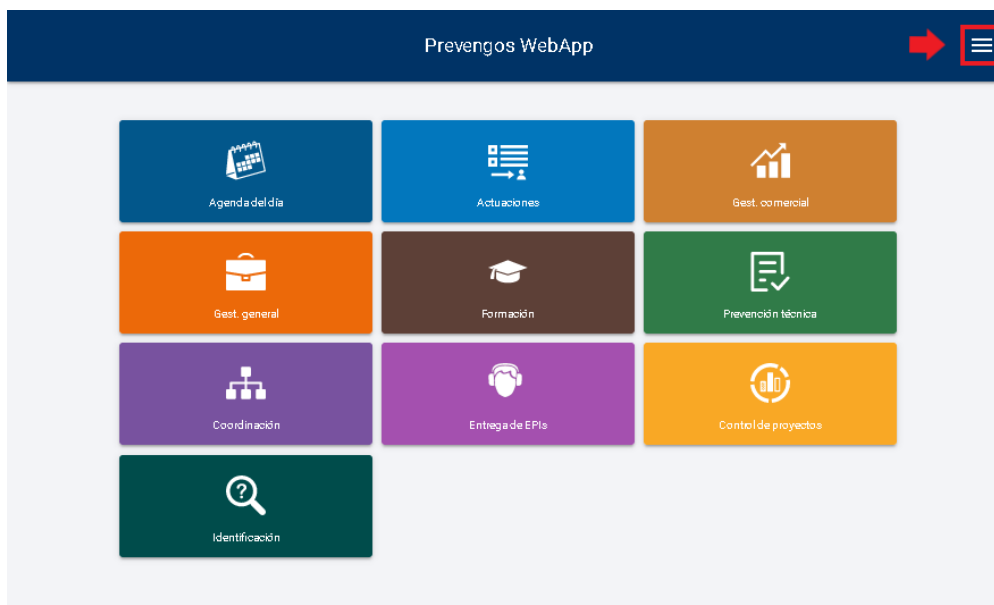 Prevengos WebApp
Agenda del día
Actuaciones
Gest. comercial
Gest. general
Formación
Prevención técnica
Coordinación
Entrega de EPIs
Control de proyectos
?
Identificación